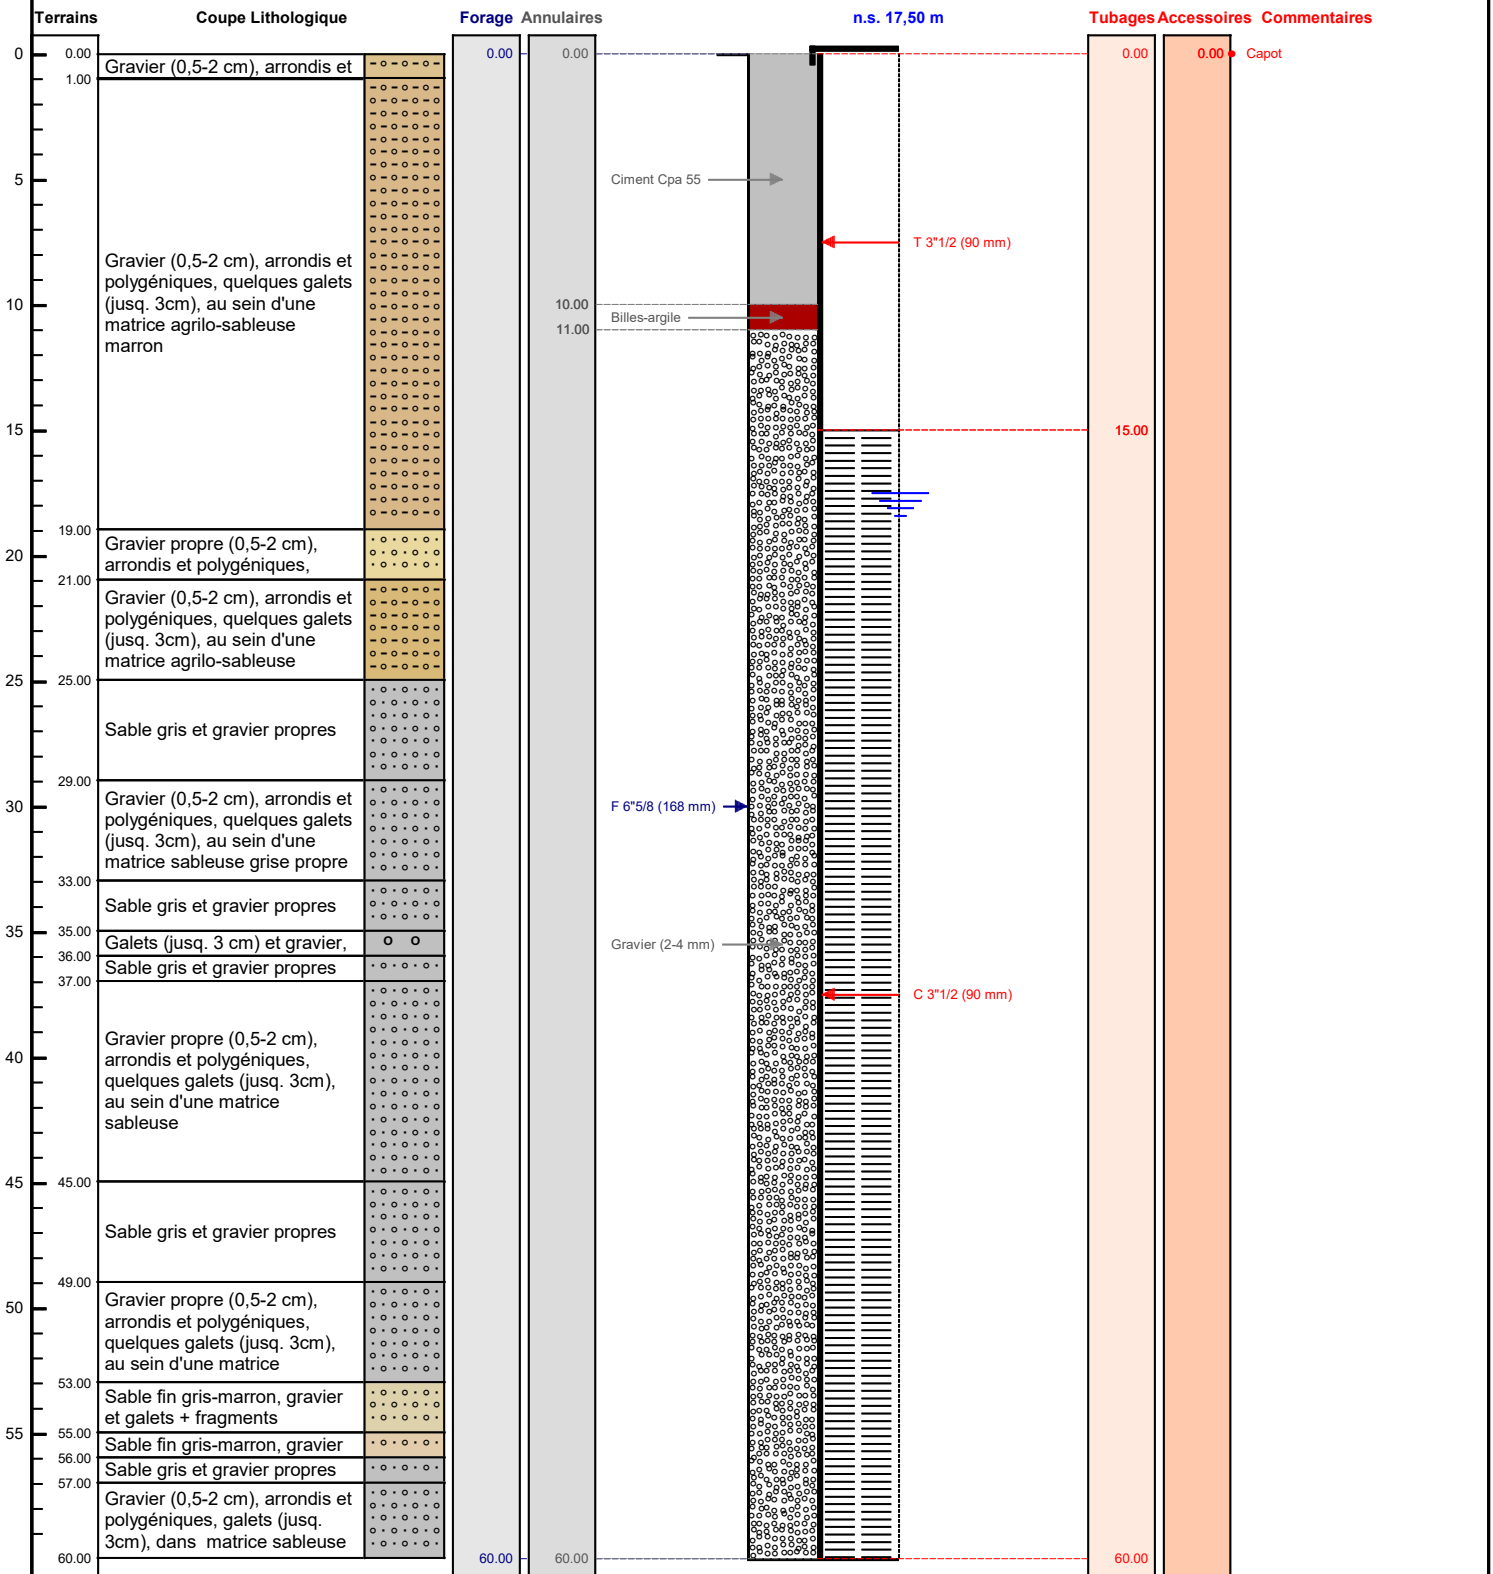 Terrains Coupe Lithologique Forage Annulaires n.s. 17,50 m Tubages Accessoires Commentaires
0 0.00 0.00 0.00 0.00 0.00 Capot
Gravier (0,5-2 cm), arrondis et
1.00
5
Ciment Cpa 55
T 3"1/2 (90 mm)
Gravier (0,5-2 cm), arrondis et
polygéniques, quelques galets
(jusq. 3cm), au sein d'une
matrice agrilo-sableuse
marron
10
10.00
Billes-argile
11.00
15
15.00
19.00
Gravier propre (0,5-2 cm),
arrondis et polygéniques,
20
21.00
Gravier (0,5-2 cm), arrondis et
polygéniques, quelques galets
(jusq. 3cm), au sein d'une
matrice agrilo-sableuse
25
25.00
Sable gris et gravier propres
29.00
Gravier (0,5-2 cm), arrondis et
polygéniques, quelques galets
(jusq. 3cm), au sein d'une
matrice sableuse grise propre
30
F 6"5/8 (168 mm)
33.00
Sable gris et gravier propres
35
35.00
Galets (jusq. 3 cm) et gravier,
Gravier (2-4 mm)
36.00
Sable gris et gravier propres
37.00
C 3"1/2 (90 mm)
Gravier propre (0,5-2 cm),
arrondis et polygéniques,
quelques galets (jusq. 3cm),
au sein d'une matrice
sableuse
40
45
45.00
Sable gris et gravier propres
49.00
Gravier propre (0,5-2 cm),
arrondis et polygéniques,
quelques galets (jusq. 3cm),
au sein d'une matrice
50
53.00
Sable fin gris-marron, gravier
et galets + fragments
55
55.00
Sable fin gris-marron, gravier
56.00
Sable gris et gravier propres
57.00
Gravier (0,5-2 cm), arrondis et
polygéniques, galets (jusq.
3cm), dans matrice sableuse
60.00 60.00 60.00 60.00